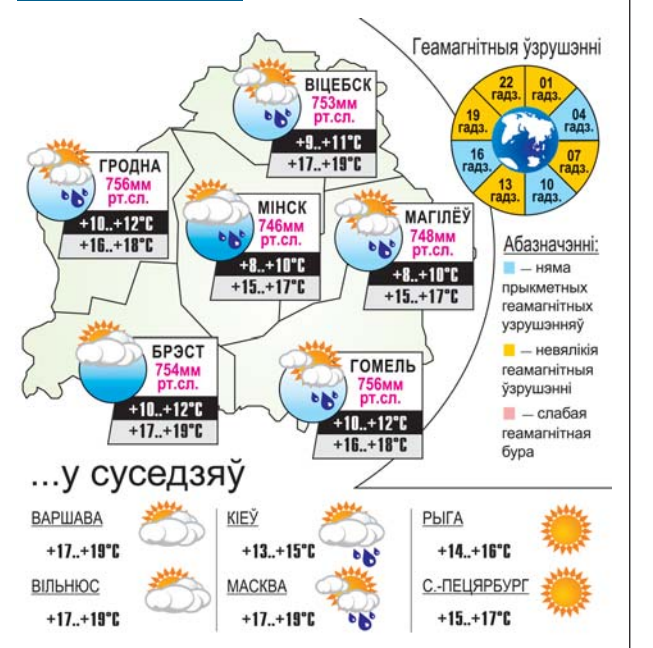 Геамагнітныя ўзрушэнні
22 гадз.
01 гадз.
04 гадз.
07 гадз.
10 гадз.
13 гадз.
16 гадз.
19 гадз.
ВІЦЕБСК
753мм
рт.сл.
+9..+11°C
+17..+19°C
ГРОДНА
756мм
рт.сл.
+10..+12°C
+16..+18°C
МІНСК
746мм
рт.сл.
+8..+10°C
+15..+17°C
МАГІЛЁЎ
748мм
рт.сл.
+8..+10°C
+15..+17°C
БРЭСТ
754мм
рт.сл.
+10..+12°C
+17..+19°C
ГОМЕЛЬ
756мм
рт.сл.
+10..+12°C
+16..+18°C
Абазначэнні:
— няма
прыкметных
геамагнітных
узрушэнняў
— невялікія
геамагнітныя
ўзрушэнні
— слабая
геамагнітная
бура
...у суседзяў
ВАРШАВА
+17..+19°C
КІЕЎ
+13..+15°C
РЫГА
+14..+16°C
ВІЛЬНЮС
+17..+19°C
МАСКВА
+17..+19°C
С.-ПЕЦЯРБУРГ
+15..+17°C